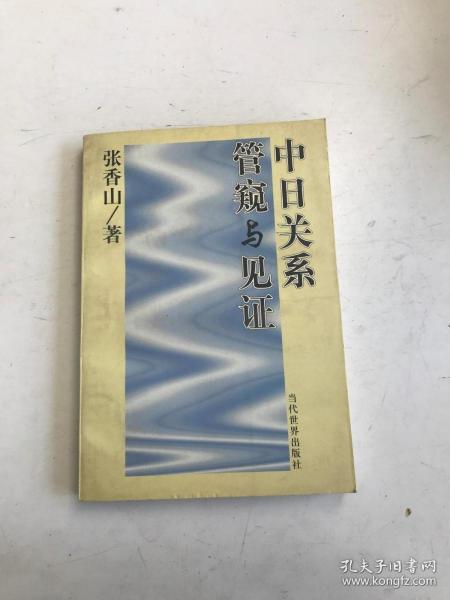 中日关系
管窥与见证
张香山/著
当代世界出版社
孔夫子旧书网
www.kongfz.com